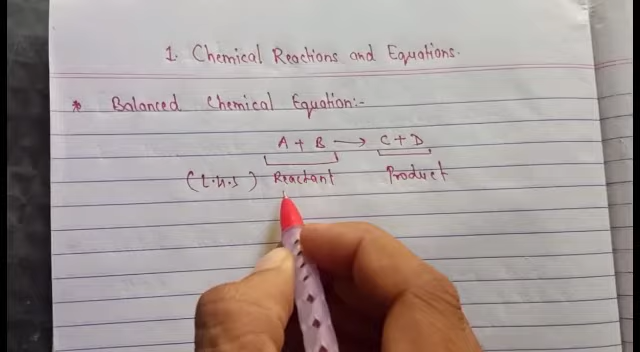 1. Chemical Reactions and Equations.
* Balanced Chemical Equation:-
A + B → C + D
(L.H.S) Reactant Product